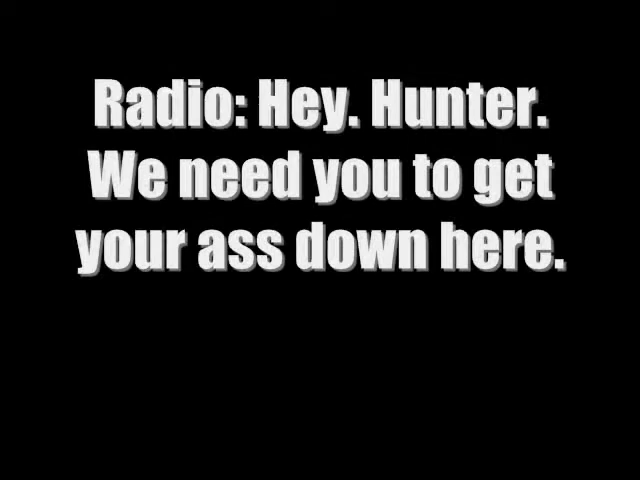 Radio: Hey. Hunter.
We need you to get
your ass down here.